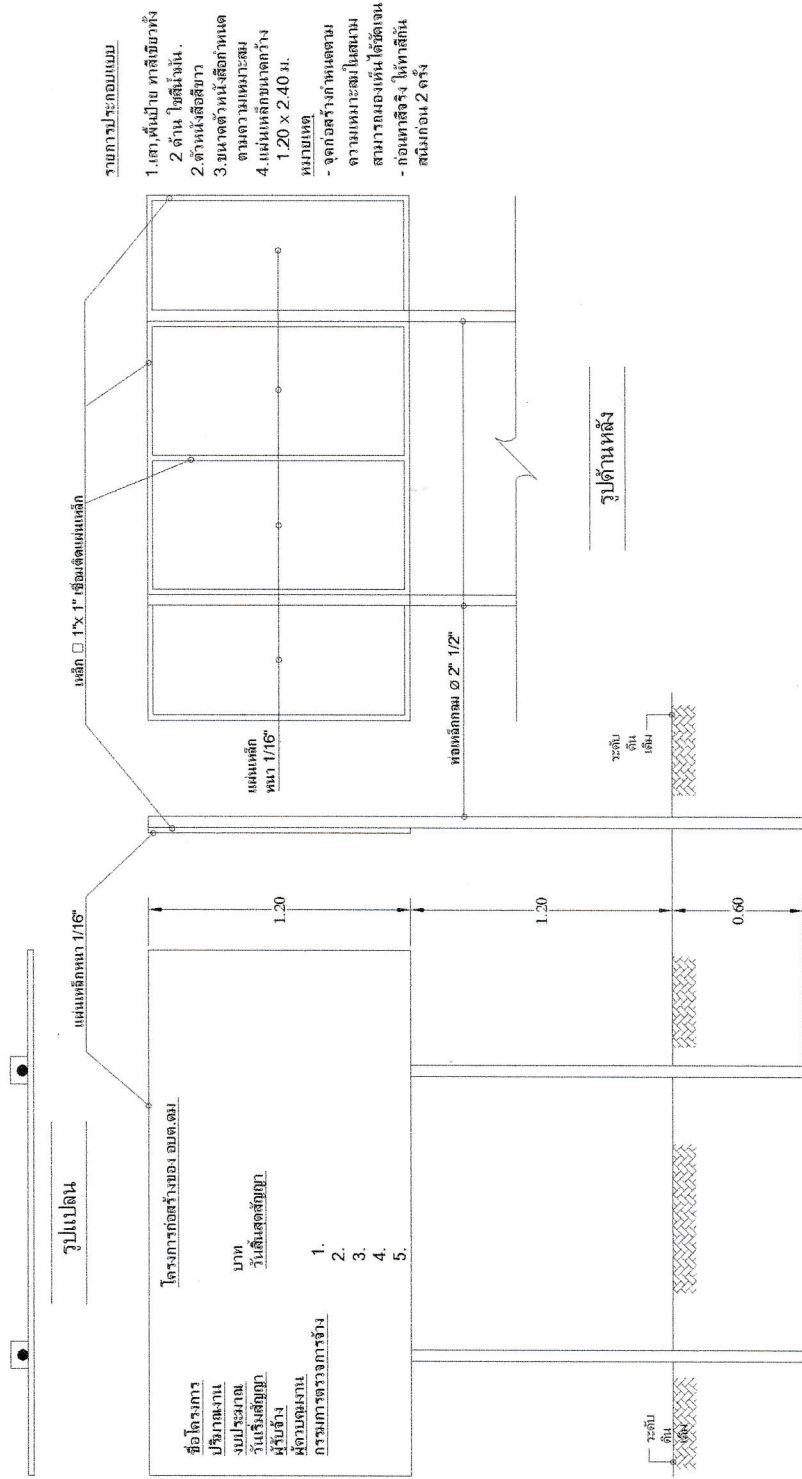 รูปแปลน
แผ่นเหล็กหนา 1/16"
เหล็ก □ 1"x 1" เชื่อมติดแผ่นเหล็ก
โครงการก่อสร้างของ อบต.ดม
ชื่อโครงการ
ปริมาณงาน
งบประมาณ บาท
วันเริ่มสัญญา วันสิ้นสุดสัญญา
ผู้รับจ้าง
ผู้ควบคุมงาน
กรรมการตรวจการจ้าง 1.
2.
3.
4.
5.
1.20
1.20
0.60
ระดับ
ดิน
เดิม
แผ่นเหล็ก
หนา 1/16"
ท่อเหล็กกลม Ø 2" 1/2"
ระดับ
ดิน
เดิม
รูปด้านหลัง
รายการประกอบแบบ
1.เสา,พื้นป้าย ทาสีเขียวทั้ง
2 ด้าน ใช้สีน้ำมัน .
2.ตัวหนังสือสีขาว
3.ขนาดตัวหนังสือกำหนด
ตามความเหมาะสม
4.แผ่นเหล็กขนาดกว้าง
1.20 x 2.40 ม.
หมายเหตุ
- จุดก่อสร้างกำหนดตาม
ความเหมาะสมในสนาม
สามารถมองเห็นได้ชัดเจน
- ก่อนทาสีจริง ให้ทาสีกัน
สนิมก่อน 2 ครั้ง